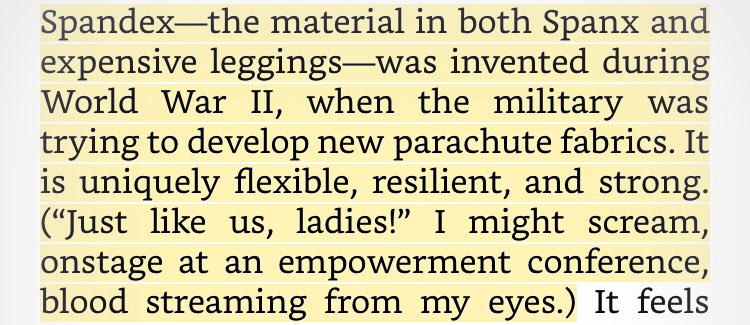 Spandex—the material in both Spanx and
expensive leggings—was invented during
World War II, when the military was
trying to develop new parachute fabrics. It
is uniquely flexible, resilient, and strong.
(“Just like us, ladies!” I might scream,
onstage at an empowerment conference,
blood streaming from my eyes.) It feels